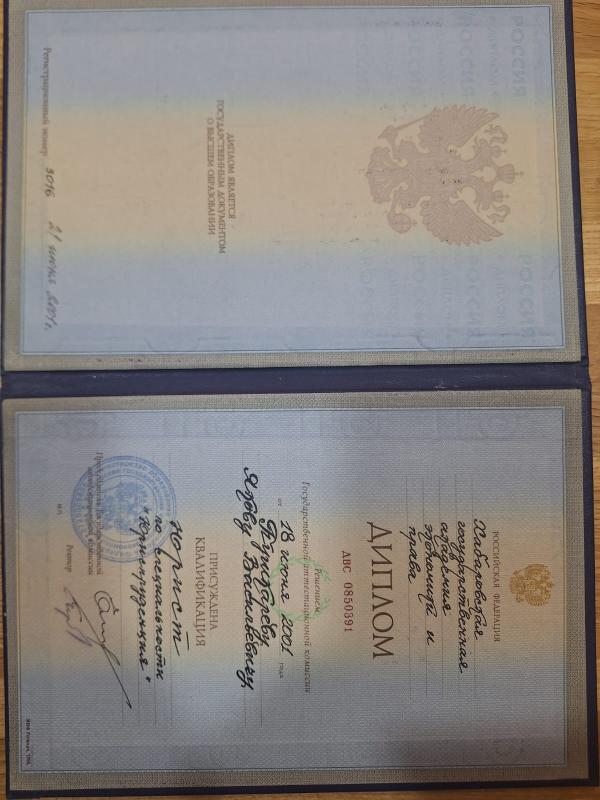 ДИПЛОМ ЯВЛЯЕТСЯ
ГОСУДАРСТВЕННЫМ ДОКУМЕНТОМ
О ВЫСШЕМ ОБРАЗОВАНИИ
Регистрационный номер 3016 21 июня 2001г.
РОССИЙСКАЯ ФЕДЕРАЦИЯ
Хабаровская
государственная
академия
экономики и
права
ДИПЛОМ
АВС 0850391
Решением
Государственной аттестационной комиссии
от 18 июня 2001 года
Васильевичу
ПРИСУЖДЕНА
КВАЛИФИКАЦИЯ
Юрист
по специальности
"Юриспруденция"
Председатель Государственной
аттестационной комиссии
Ректор
М.П.